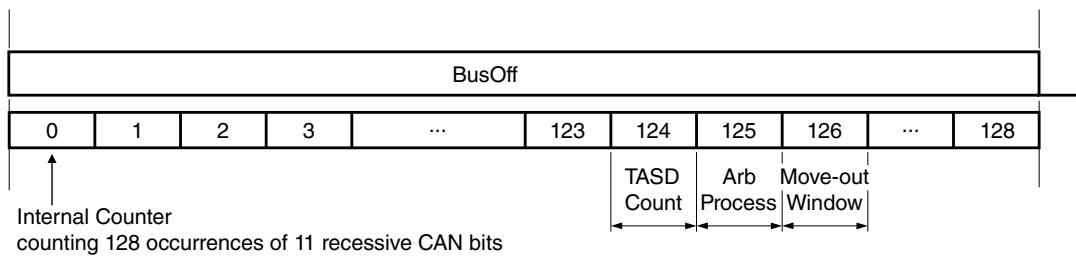 BusOff
0 1 2 3 ... 123 124 125 126 ... 128
TASD Arb Move-out
Count Process Window
Internal Counter
counting 128 occurrences of 11 recessive CAN bits